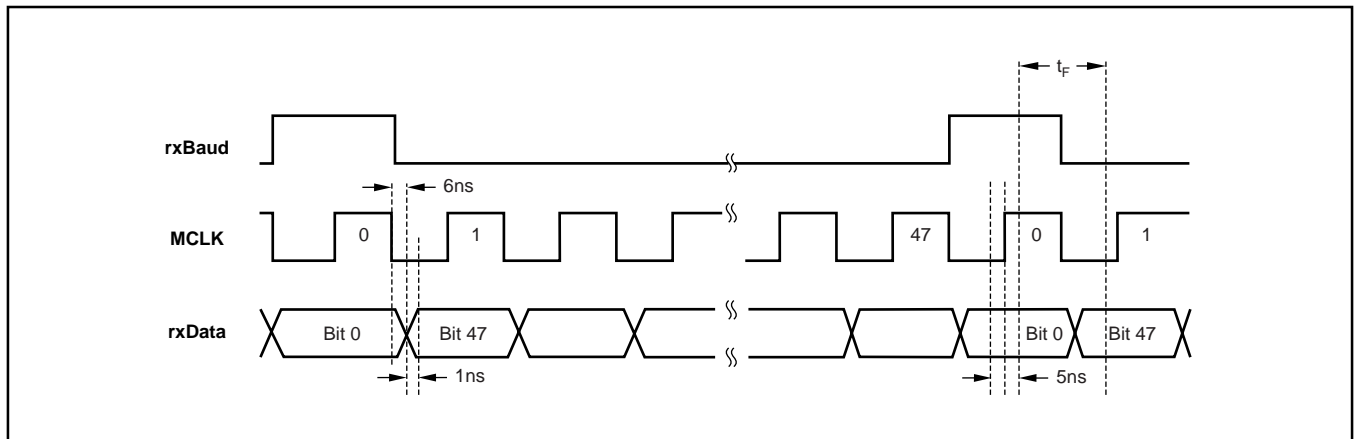 t_F
rxBaud
6ns
MCLK 0 1 47 0 1
rxData Bit 0 Bit 47 Bit 0 Bit 47
1ns 5ns